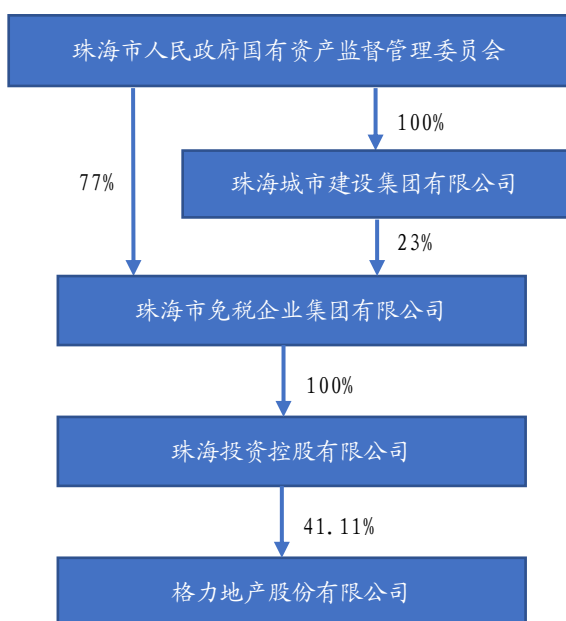 珠海市人民政府国有资产监督管理委员会
100%
77%
珠海城市建设集团有限公司
23%
珠海市免税企业集团有限公司
100%
珠海投资控股有限公司
41.11%
格力地产股份有限公司